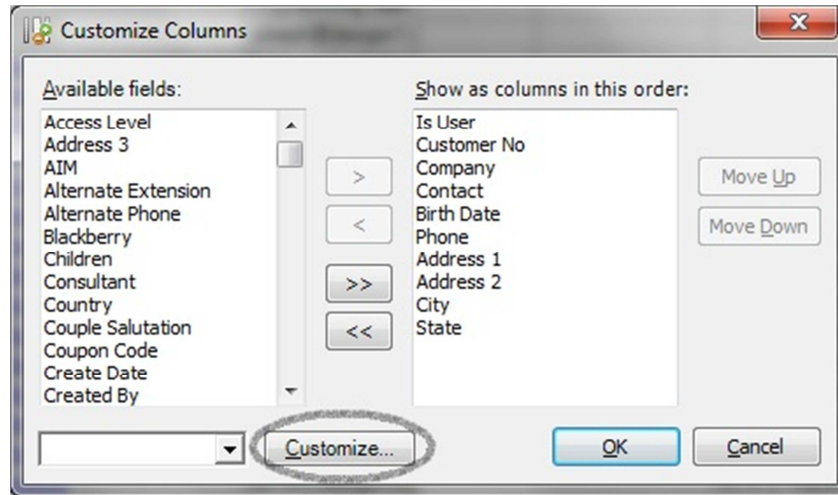 Customize Columns
Available fields:
Access Level
Address 3
AIM
Alternate Extension
Alternate Phone
Blackberry
Children
Consultant
Country
Couple Salutation
Coupon Code
Create Date
Created By
>
<
>>
<<
Show as columns in this order:
Is User
Customer No
Company
Contact
Birth Date
Phone
Address 1
Address 2
City
State
Move Up
Move Down
Customize...
OK
Cancel